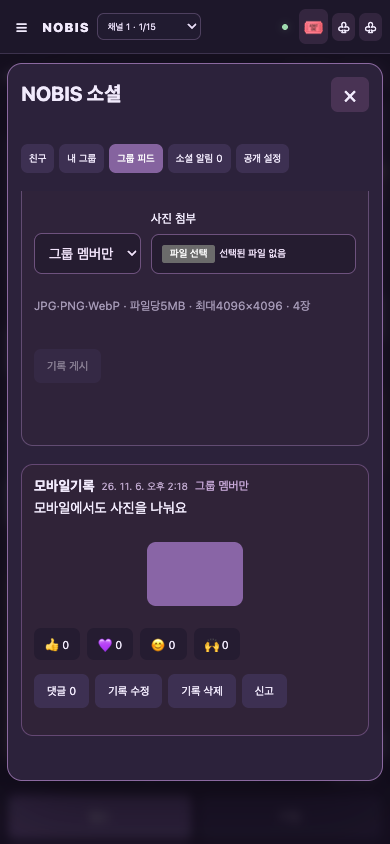 NOBIS
채널 1 · 1/15
NOBIS 소셜
친구
내 그룹
그룹 피드
소셜 알림 0
공개 설정
사진 첨부
그룹 멤버만
파일 선택 선택된 파일 없음
JPG·PNG·WebP · 파일당5MB · 최대4096×4096 · 4장
기록 게시
모바일기록 26. 11. 6. 오후 2:18 그룹 멤버만
모바일에서도 사진을 나눠요
👍 0
💜 0
😊 0
🙌 0
댓글 0
기록 수정
기록 삭제
신고